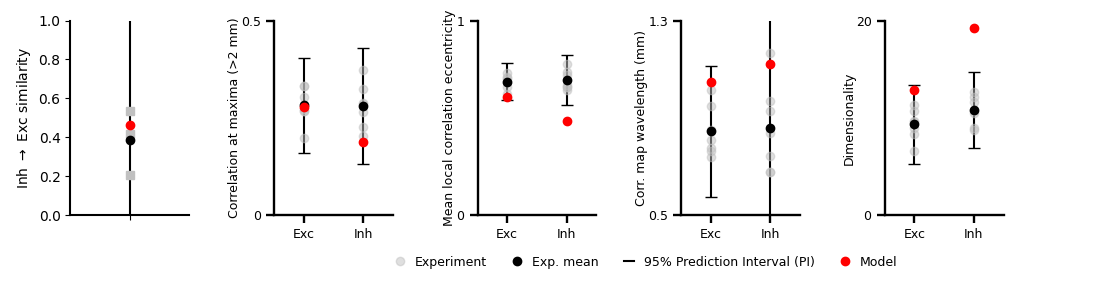 Inh → Exc similarity
1.0
0.8
0.6
0.4
0.2
0.0
Correlation at maxima (>2 mm)
0.5
0
Exc Inh
Mean local correlation eccentricity
1
0
Exc Inh
Corr. map wavelength (mm)
1.3
0.5
Exc Inh
Dimensionality
20
0
Exc Inh
Experiment Exp. mean 95% Prediction Interval (PI) Model